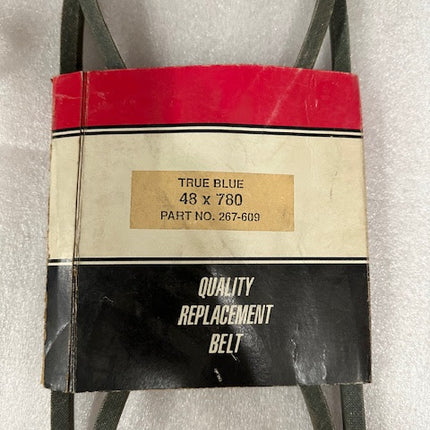 TRUE BLUE
48 x 780
PART NO. 267-609
QUALITY
REPLACEMENT
BELT